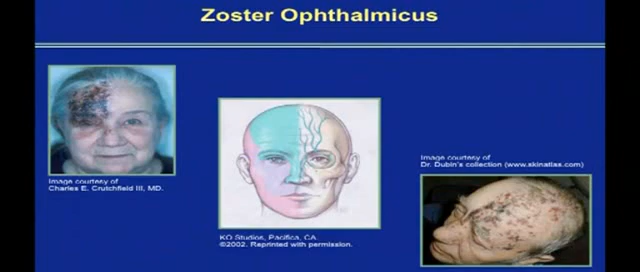 Zoster Ophthalmicus
Image courtesy of
Charles E. Crutchfield III, MD.
KO Studios, Pacifica, CA
©2002. Reprinted with permission.
Image courtesy of
Dr. Dubin's collection (www.skinatlas.com)